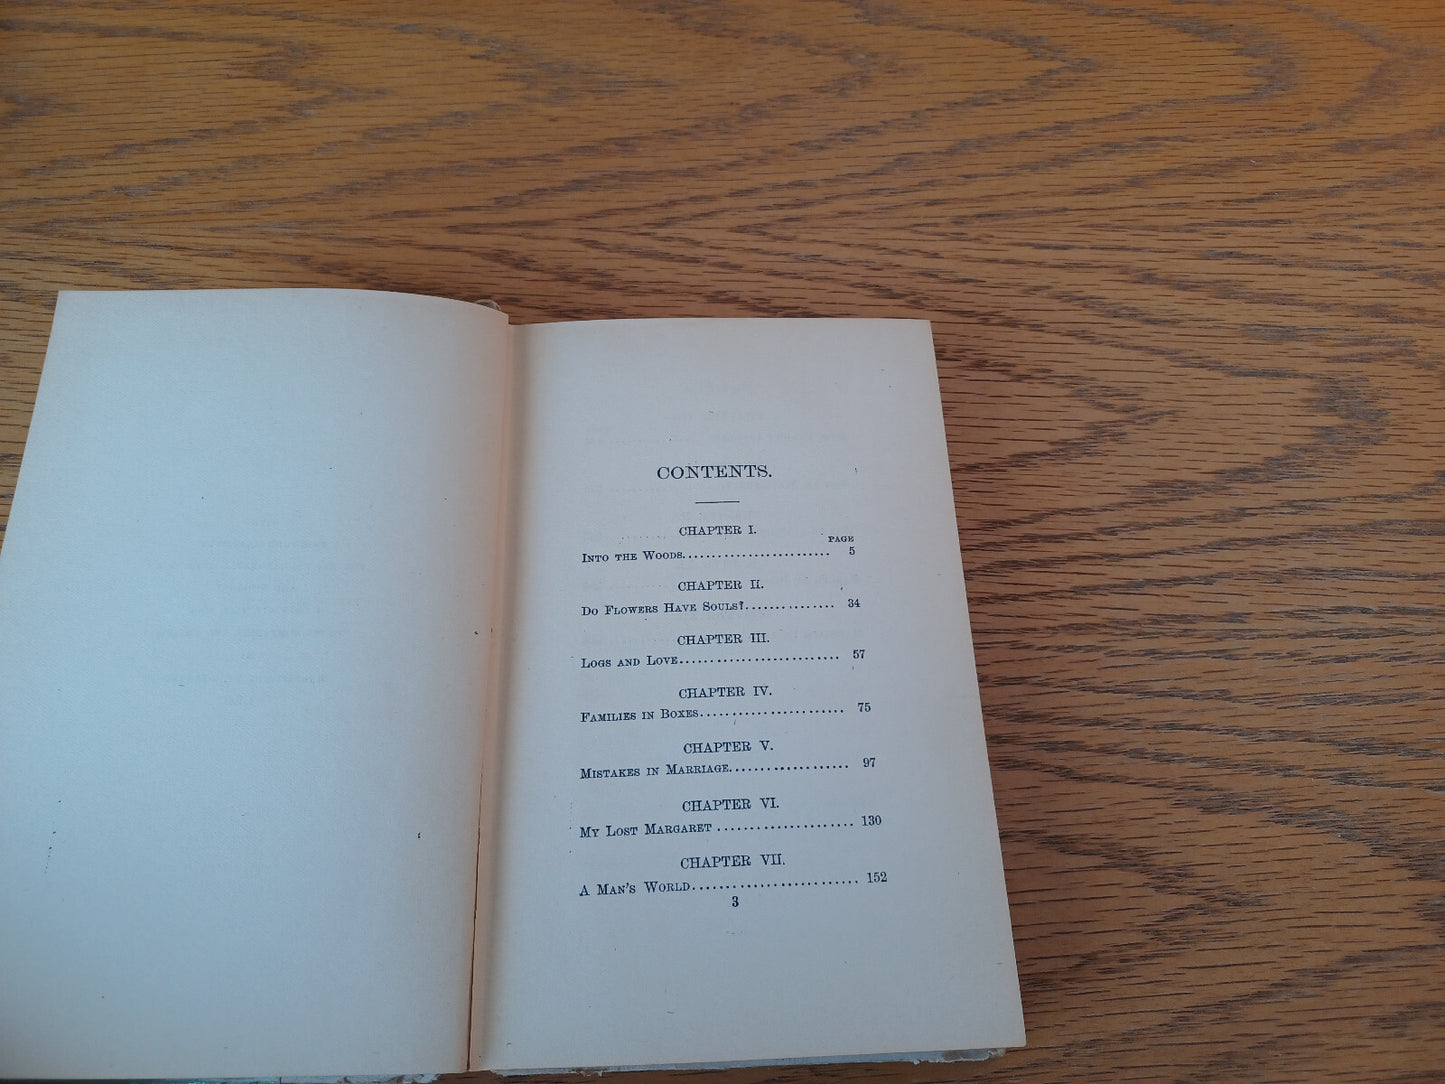 CONTENTS.
CHAPTER I.
PAGE
INTO THE WOODS......................... 5
CHAPTER II.
DO FLOWERS HAVE SOULS?............... 34
CHAPTER III.
LOGS AND LOVE........................... 57
CHAPTER IV.
FAMILIES IN BOXES....................... 75
CHAPTER V.
MISTAKES IN MARRIAGE................... 97
CHAPTER VI.
MY LOST MARGARET ..................... 130
CHAPTER VII.
A MAN'S WORLD.......................... 152
3